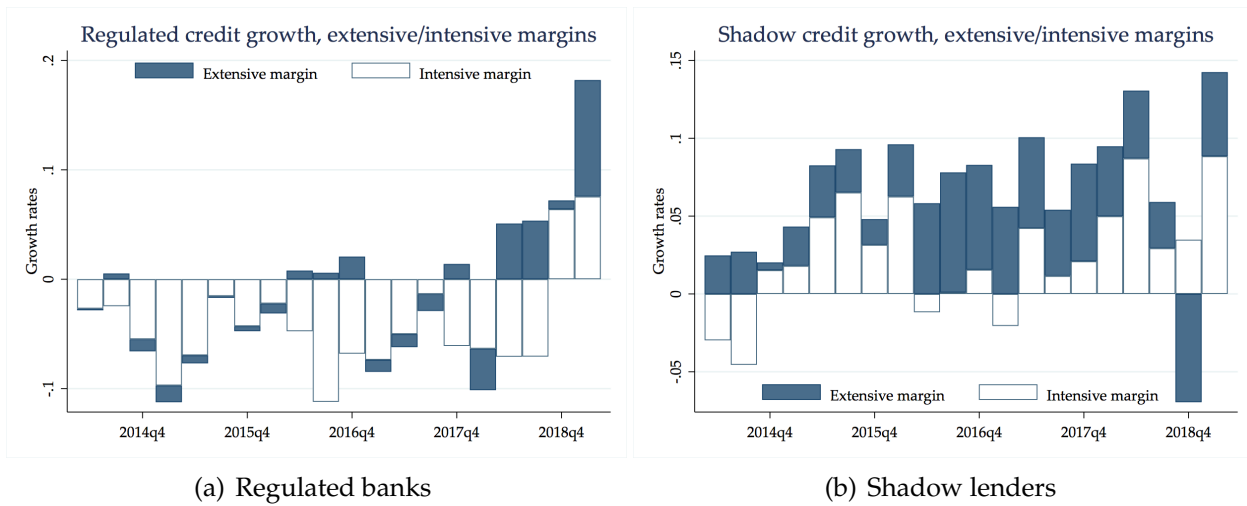 Regulated credit growth, extensive/intensive margins
Extensive margin Intensive margin
Growth rates
.2
.1
0
-.1
2014q4 2015q4 2016q4 2017q4 2018q4
(a) Regulated banks
Shadow credit growth, extensive/intensive margins
Growth rates
.15
.1
.05
0
-.05
Extensive margin Intensive margin
2014q4 2015q4 2016q4 2017q4 2018q4
(b) Shadow lenders